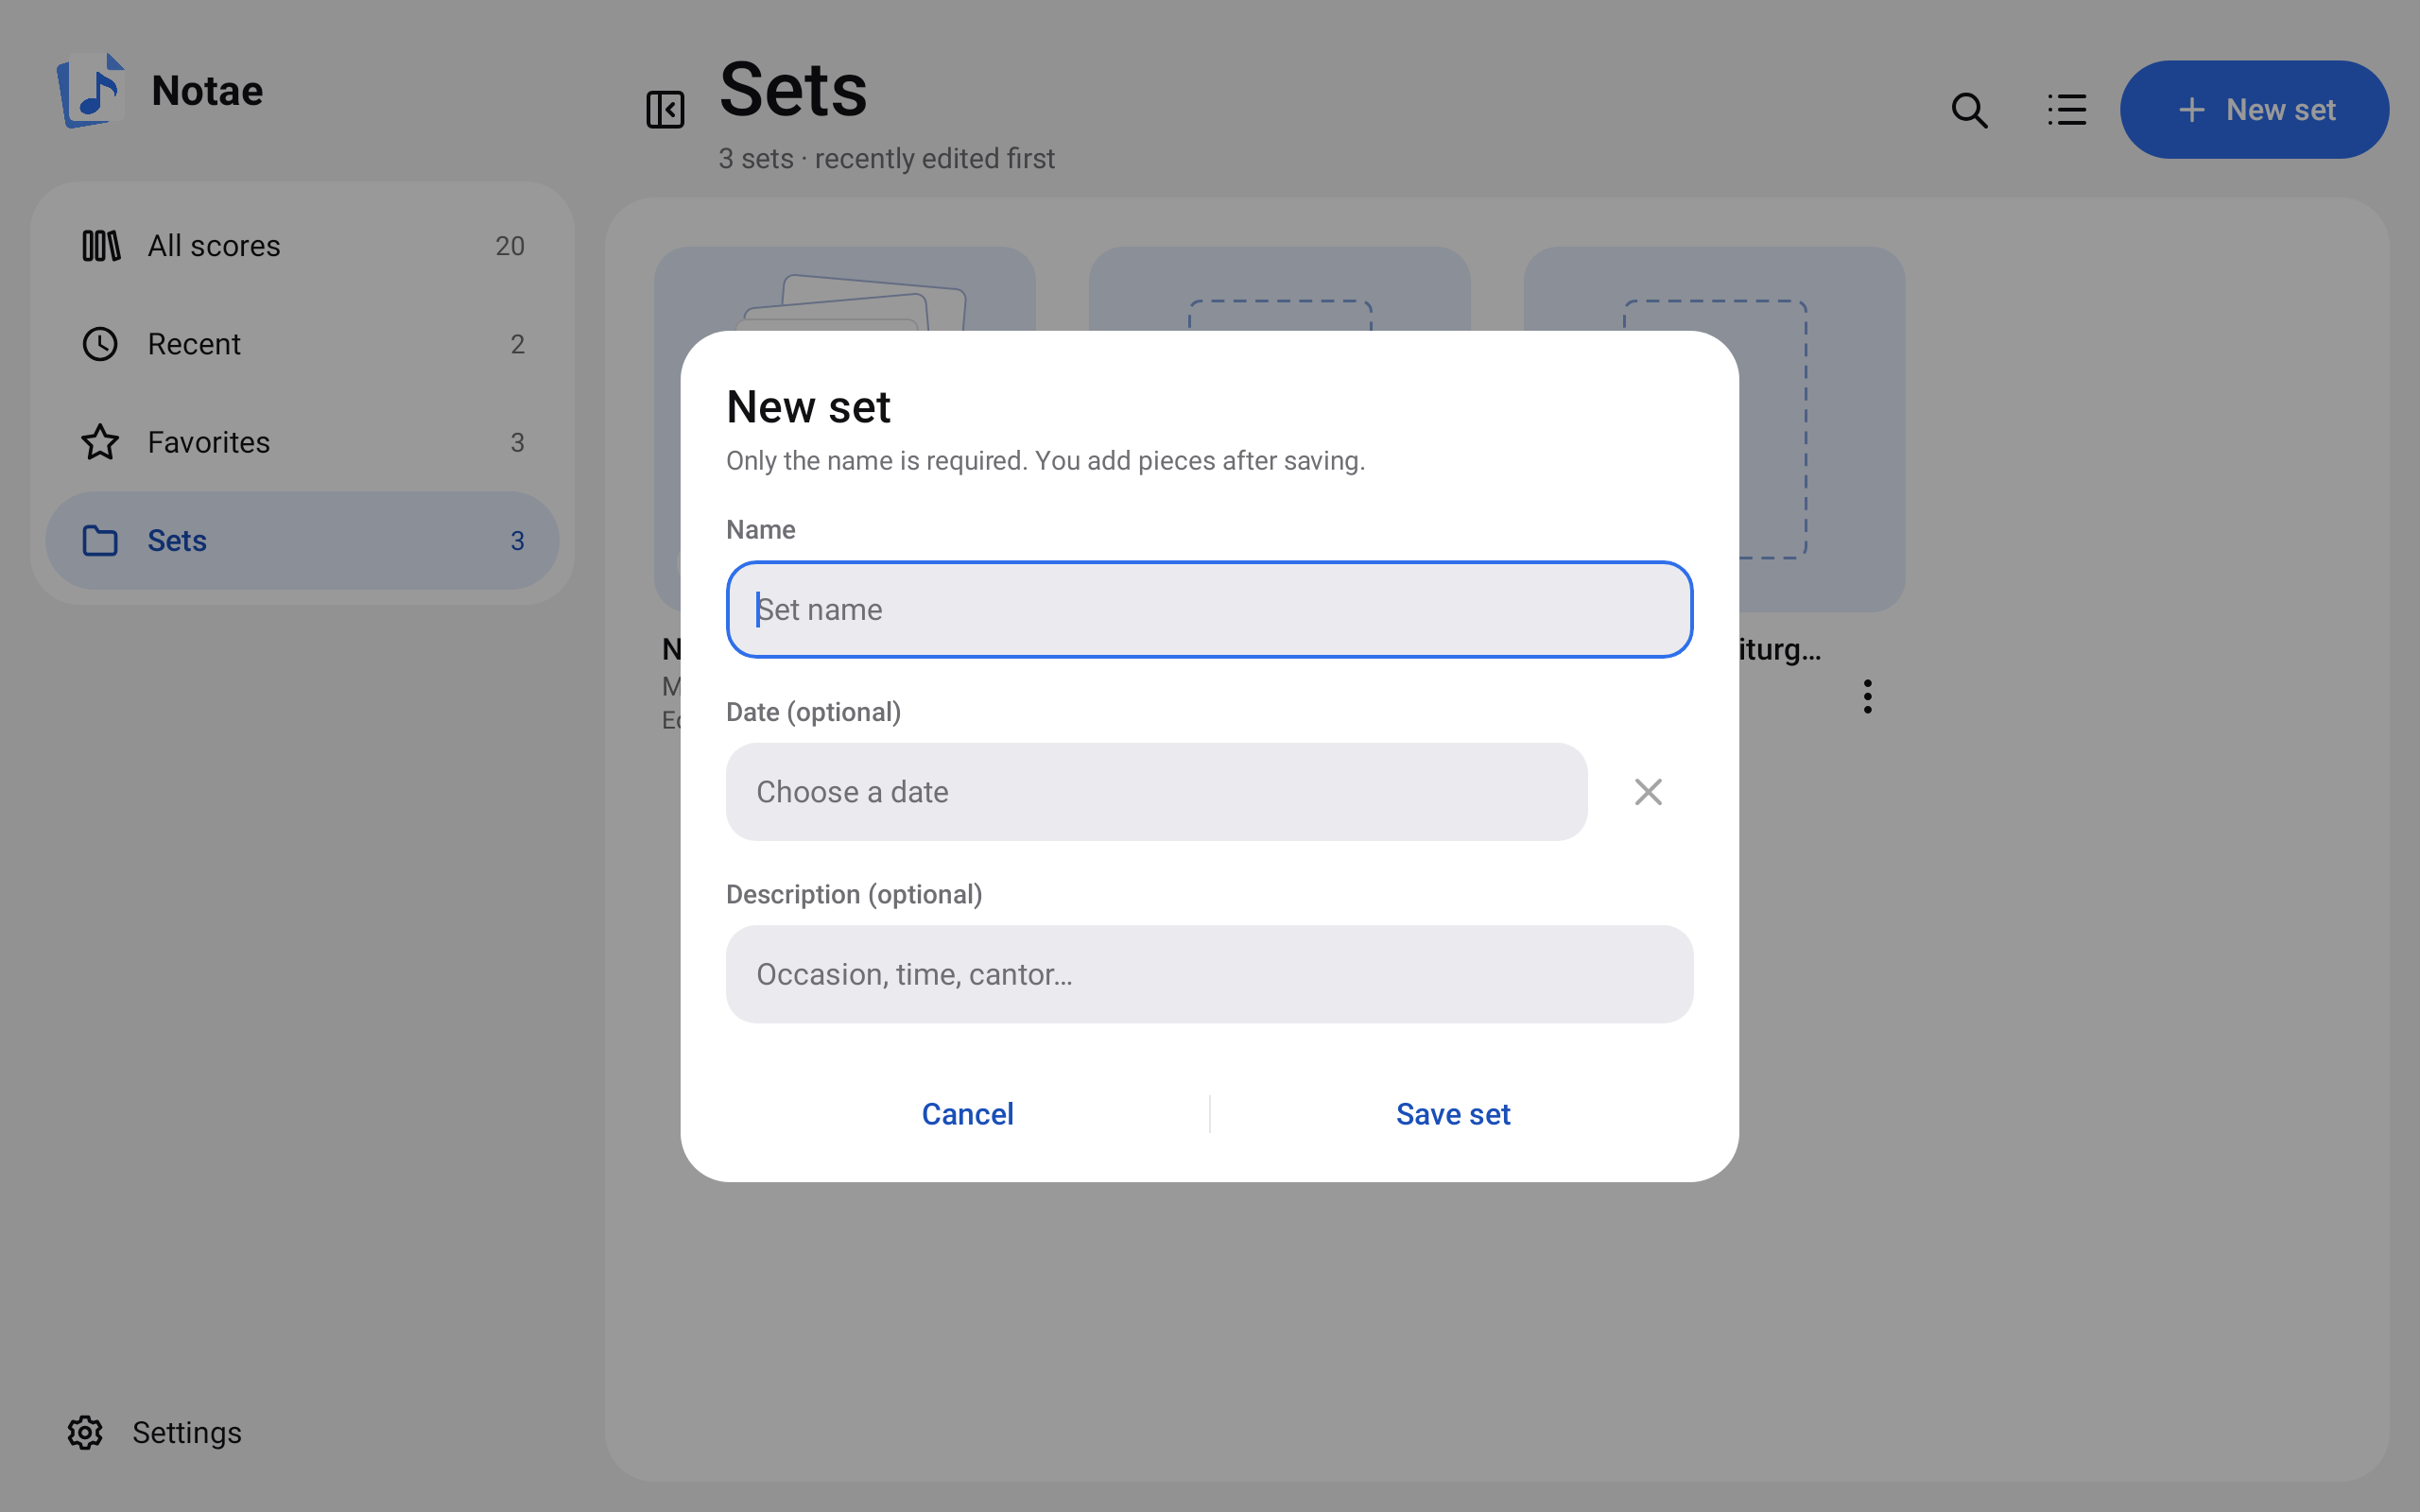 Notae
All scores 20
Recent 2
Favorites 3
Sets 3
Settings
Sets
3 sets · recently edited first
New set
New set
Only the name is required. You add pieces after saving.
Name
Set name
Date (optional)
Choose a date
Description (optional)
Occasion, time, cantor…
Cancel
Save set